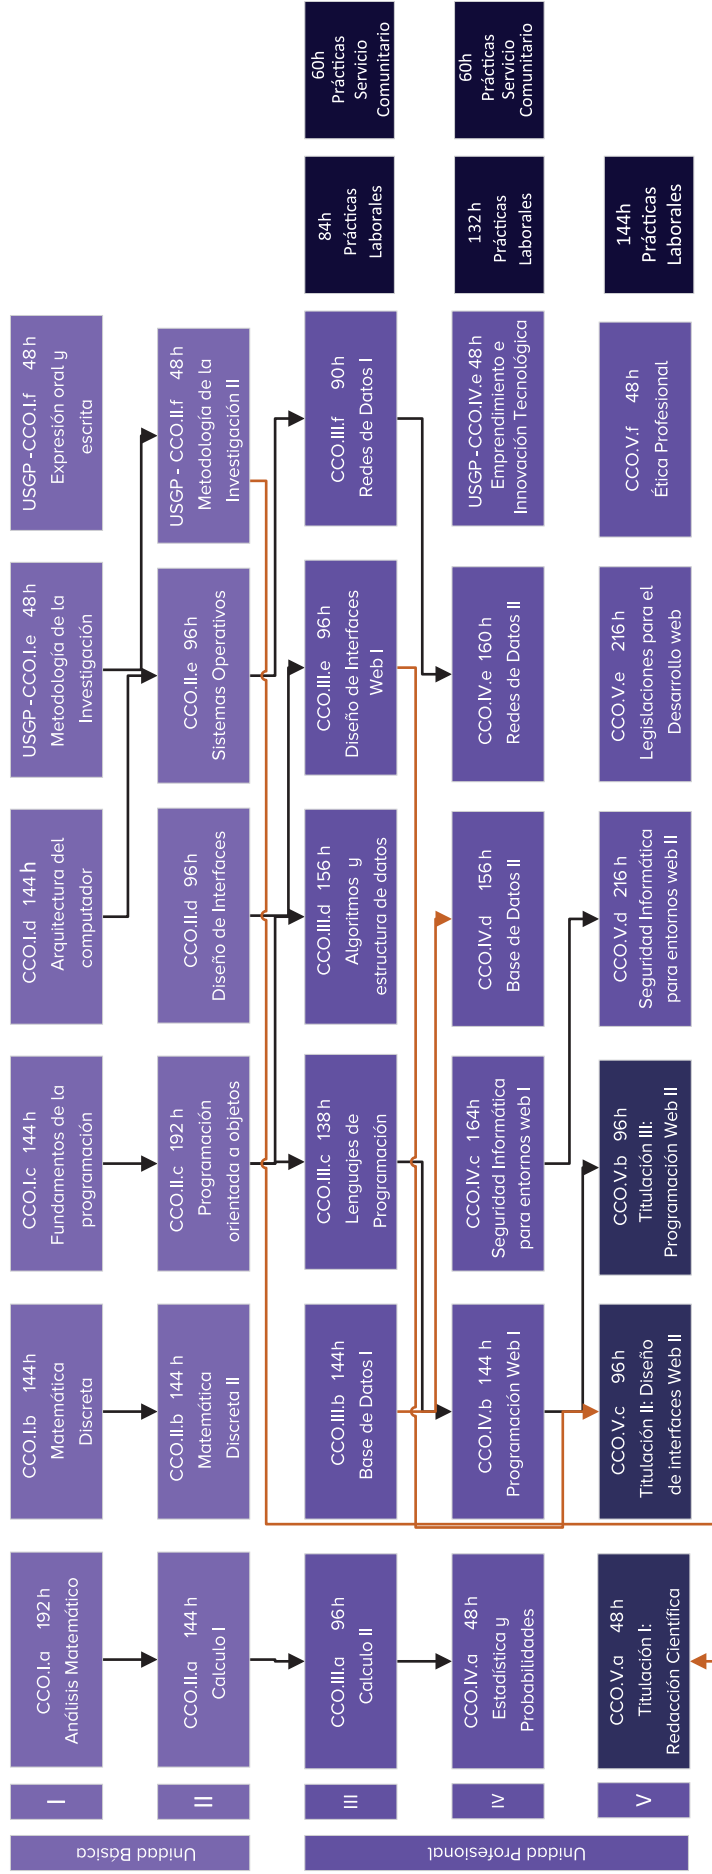 Unidad Básica
I
CCO.I.a 192 h
Análisis Matemático
CCO.I.b 144h
Matemática
Discreta
CCO.I.c 144 h
Fundamentos de la
programación
CCO.I.d 144 h
Arquitectura del
computador
USGP - CCO.I.e 48 h
Metodología de la
Investigación
USGP - CCO.I.f 48 h
Expresión oral y
escrita
II
CCO.II.a 144 h
Calculo I
CCO.II.b 144 h
Matemática
Discreta II
CCO.II.c 192 h
Programación
orientada a objetos
CCO.II.d 96 h
Diseño de Interfaces
CCO.II.e 96 h
Sistemas Operativos
USGP - CCO.II.f 48 h
Metodología de la
Investigación II
Unidad Profesional
III
CCO.III.a 96 h
Calculo II
CCO.III.b 144h
Base de Datos I
CCO.III.c 138 h
Lenguajes de
Programación
CCO.III.d 156 h
Algoritmos y
estructura de datos
CCO.III.e 96 h
Diseño de Interfaces
Web I
CCO.III.f 90h
Redes de Datos I
84h
Prácticas
Laborales
60h
Prácticas
Servicio
Comunitario
IV
CCO.IV.a 48 h
Estadística y
Probabilidades
CCO.IV.b 144 h
Programación Web I
CCO.IV.c 164h
Seguridad Informática
para entornos web I
CCO.IV.d 156 h
Base de Datos II
CCO.IV.e 160 h
Redes de Datos II
USGP - CCO.IV.e 48 h
Emprendimiento e
Innovación Tecnológica
132 h
Prácticas
Laborales
60h
Prácticas
Servicio
Comunitario
V
CCO.V.a 48 h
Titulación I:
Redacción Científica
CCO.V.c 96 h
Titulación II: Diseño
de interfaces Web II
CCO.V.b 96 h
Titulación III:
Programación Web II
CCO.V.d 216 h
Seguridad Informática
para entornos web II
CCO.V.e 216 h
Legislaciones para el
Desarrollo web
CCO.V.f 48 h
Ética Profesional
144h
Prácticas
Laborales